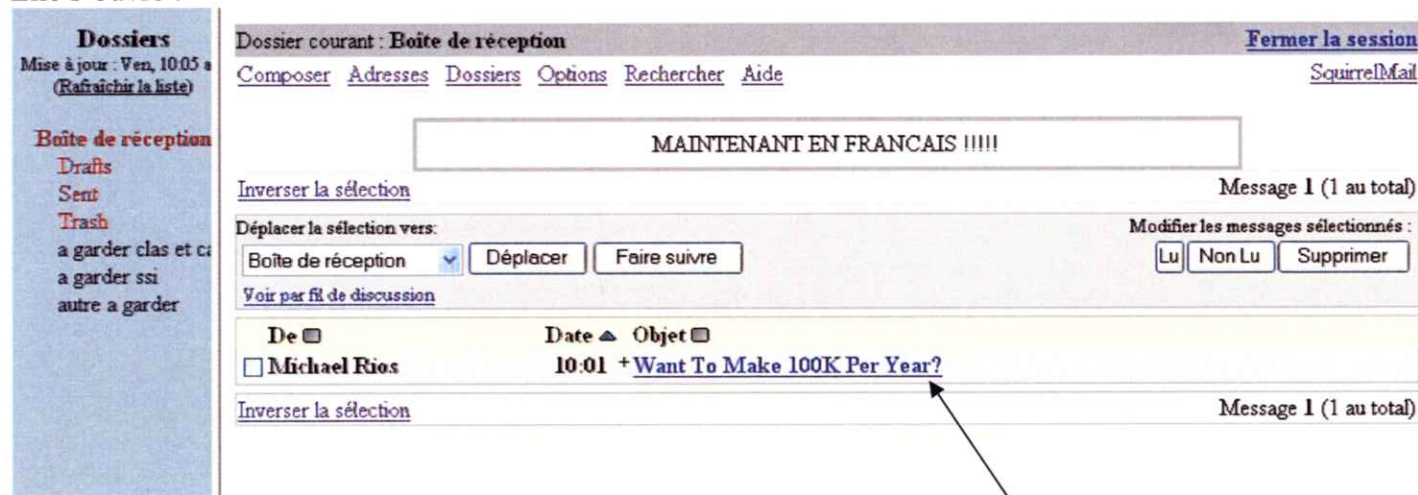 Dossiers
Mise à jour : Ven, 10:05 a
(Rafraîchir la liste)
Boîte de réception
Drafts
Sent
Trash
a garder clas et ca
a garder ssi
autre a garder
Dossier courant : Boîte de réception Fermer la session
Composer Adresses Dossiers Options Rechercher Aide SquirrelMail
MAINTENANT EN FRANCAIS !!!!!
Inverser la sélection Message 1 (1 au total)
Déplacer la sélection vers: Modifier les messages sélectionnés :
Boîte de réception Déplacer Faire suivre Lu Non Lu Supprimer
Voir par fil de discussion
De Date Objet
Michael Rios 10:01 + Want To Make 100K Per Year?
Inverser la sélection Message 1 (1 au total)